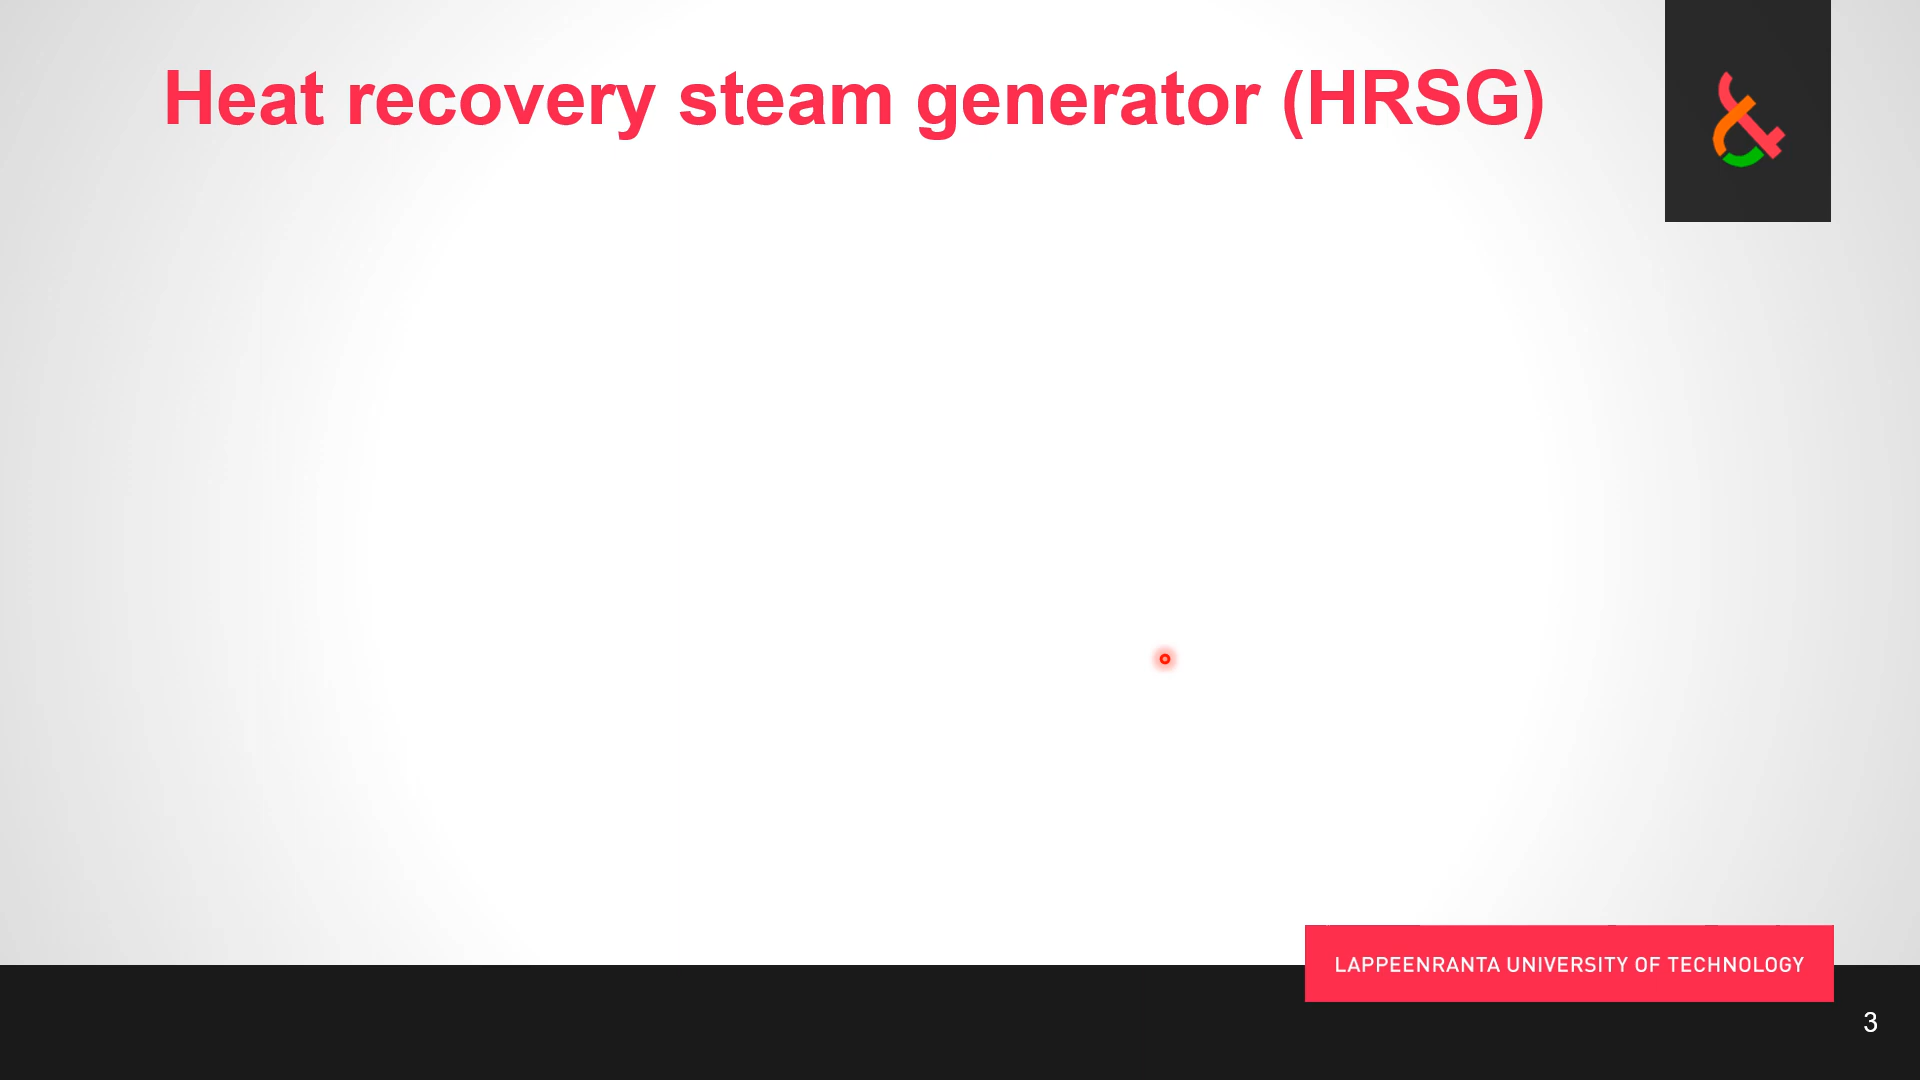 Heat recovery steam generator (HRSG)
LAPPEENRANTA UNIVERSITY OF TECHNOLOGY
3